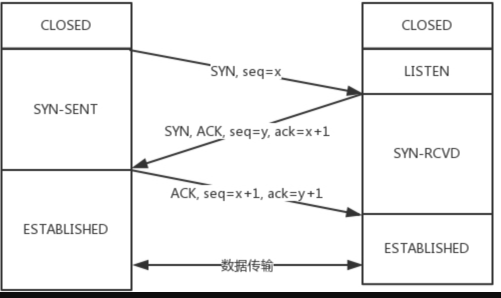 CLOSED
CLOSED
SYN, seq=x
LISTEN
SYN-SENT
SYN, ACK, seq=y, ack=x+1
SYN-RCVD
ACK, seq=x+1, ack=y+1
ESTABLISHED
ESTABLISHED
数据传输